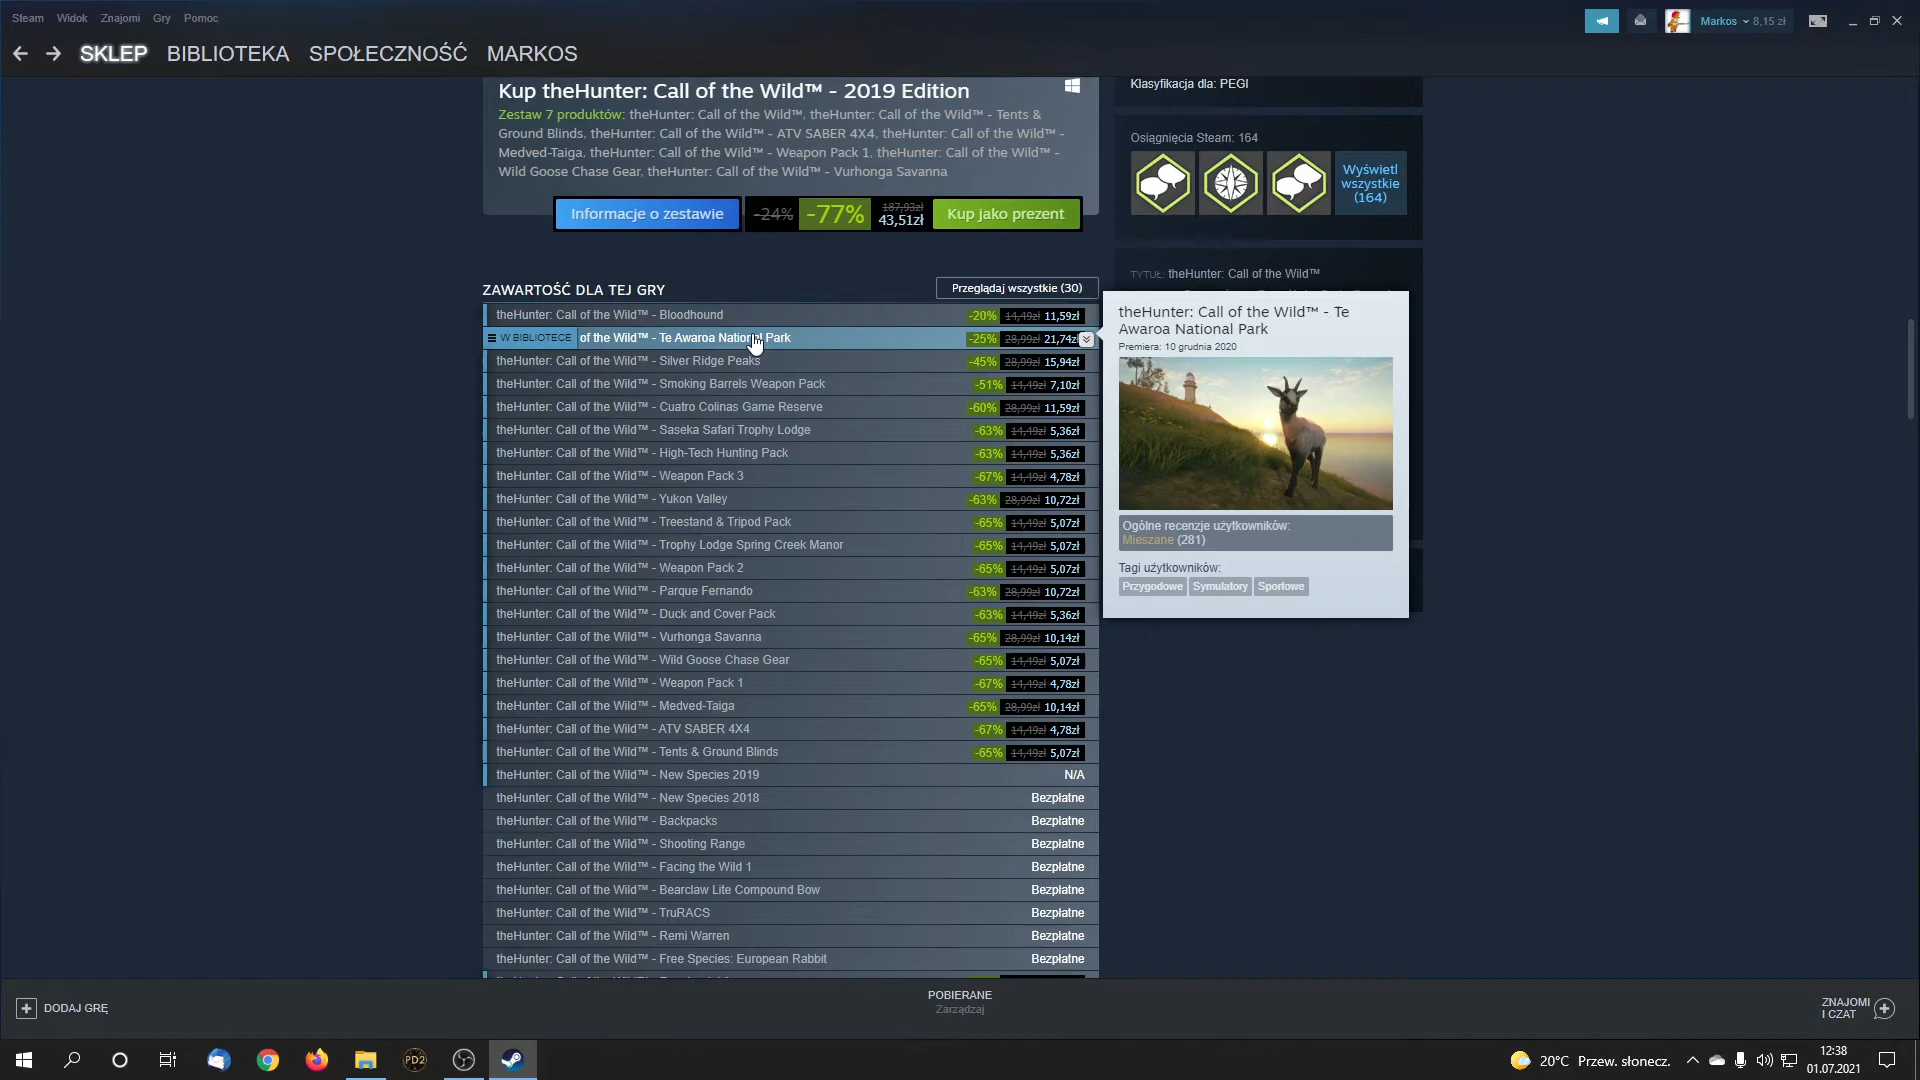 Steam Widok Znajomi Gry Pomoc
Markos 8,15 zł
SKLEP BIBLIOTEKA SPOŁECZNOŚĆ MARKOS
Kup theHunter: Call of the Wild™ - 2019 Edition
Zestaw 7 produktów: theHunter: Call of the Wild™, theHunter: Call of the Wild™ - Tents &
Ground Blinds, theHunter: Call of the Wild™ - ATV SABER 4X4, theHunter: Call of the Wild™ -
Medved-Taiga, theHunter: Call of the Wild™ - Weapon Pack 1, theHunter: Call of the Wild™ -
Wild Goose Chase Gear, theHunter: Call of the Wild™ - Vurhonga Savanna
Informacje o zestawie -24% -77% 187,93zł 43,51zł Kup jako prezent
Klasyfikacja dla: PEGI
Osiągnięcia Steam: 164
Wyświetl
wszystkie
(164)
TYTUŁ: theHunter: Call of the Wild™
ZAWARTOŚĆ DLA TEJ GRY Przeglądaj wszystkie (30)
theHunter: Call of the Wild™ - Bloodhound -20% 14,49zł 11,59zł
W BIBLIOTECE of the Wild™ - Te Awaroa National Park -25% 28,99zł 21,74zł
theHunter: Call of the Wild™ - Silver Ridge Peaks -45% 28,99zł 15,94zł
theHunter: Call of the Wild™ - Smoking Barrels Weapon Pack -51% 14,49zł 7,10zł
theHunter: Call of the Wild™ - Cuatro Colinas Game Reserve -60% 28,99zł 11,59zł
theHunter: Call of the Wild™ - Saseka Safari Trophy Lodge -63% 14,49zł 5,36zł
theHunter: Call of the Wild™ - High-Tech Hunting Pack -63% 14,49zł 5,36zł
theHunter: Call of the Wild™ - Weapon Pack 3 -67% 14,49zł 4,78zł
theHunter: Call of the Wild™ - Yukon Valley -63% 28,99zł 10,72zł
theHunter: Call of the Wild™ - Treestand & Tripod Pack -65% 14,49zł 5,07zł
theHunter: Call of the Wild™ - Trophy Lodge Spring Creek Manor -65% 14,49zł 5,07zł
theHunter: Call of the Wild™ - Weapon Pack 2 -65% 14,49zł 5,07zł
theHunter: Call of the Wild™ - Parque Fernando -63% 28,99zł 10,72zł
theHunter: Call of the Wild™ - Duck and Cover Pack -63% 14,49zł 5,36zł
theHunter: Call of the Wild™ - Vurhonga Savanna -65% 28,99zł 10,14zł
theHunter: Call of the Wild™ - Wild Goose Chase Gear -65% 14,49zł 5,07zł
theHunter: Call of the Wild™ - Weapon Pack 1 -67% 14,49zł 4,78zł
theHunter: Call of the Wild™ - Medved-Taiga -65% 28,99zł 10,14zł
theHunter: Call of the Wild™ - ATV SABER 4X4 -67% 14,49zł 4,78zł
theHunter: Call of the Wild™ - Tents & Ground Blinds -65% 14,49zł 5,07zł
theHunter: Call of the Wild™ - New Species 2019 N/A
theHunter: Call of the Wild™ - New Species 2018 Bezpłatne
theHunter: Call of the Wild™ - Backpacks Bezpłatne
theHunter: Call of the Wild™ - Shooting Range Bezpłatne
theHunter: Call of the Wild™ - Facing the Wild 1 Bezpłatne
theHunter: Call of the Wild™ - Bearclaw Lite Compound Bow Bezpłatne
theHunter: Call of the Wild™ - TruRACS Bezpłatne
theHunter: Call of the Wild™ - Remi Warren Bezpłatne
theHunter: Call of the Wild™ - Free Species: European Rabbit Bezpłatne
theHunter: Call of the Wild™ - Te
Awaroa National Park
Premiera: 10 grudnia 2020
Ogólne recenzje użytkowników:
Mieszane (281)
Tagi użytkowników:
Przygodowe Symulatory Sportowe
DODAJ GRĘ
POBIERANE
Zarządzaj
ZNAJOMI
I CZAT
PD2
20°C Przew. słonecz.
12:38
01.07.2021